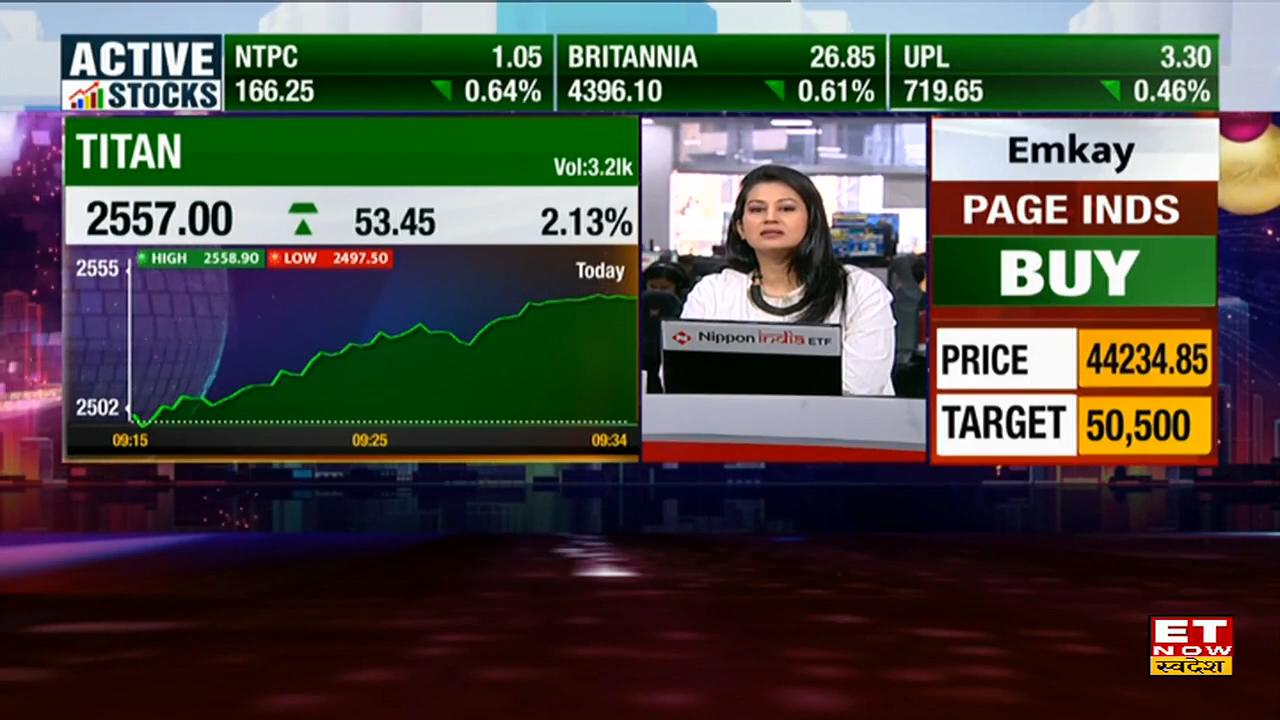 ACTIVE
STOCKS
NTPC 1.05
166.25 0.64%
BRITANNIA 26.85
4396.10 0.61%
UPL 3.30
719.65 0.46%
TITAN
Vol:3.2lk
2557.00 53.45 2.13%
HIGH 2558.90 LOW 2497.50
Today
2555
2502
09:15 09:25 09:34
Nippon india ETF
Emkay
PAGE INDS
BUY
PRICE 44234.85
TARGET 50,500
ET
NOW
स्वदेश